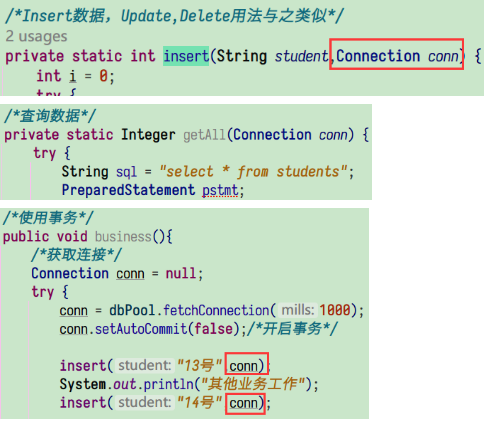 /*Insert数据，Update,Delete用法与之类似*/
2 usages
private static int insert(String student,Connection conn) {
int i = 0;
try {
/*查询数据*/
private static Integer getAll(Connection conn) {
try {
String sql = "select * from students";
PreparedStatement pstmt;
/*使用事务*/
public void business(){
/*获取连接*/
Connection conn = null;
try {
conn = dbPool.fetchConnection( mills: 1000);
conn.setAutoCommit(false);/*开启事务*/
insert( student: "13号" conn);
System.out.println("其他业务工作");
insert( student: "14号" conn);